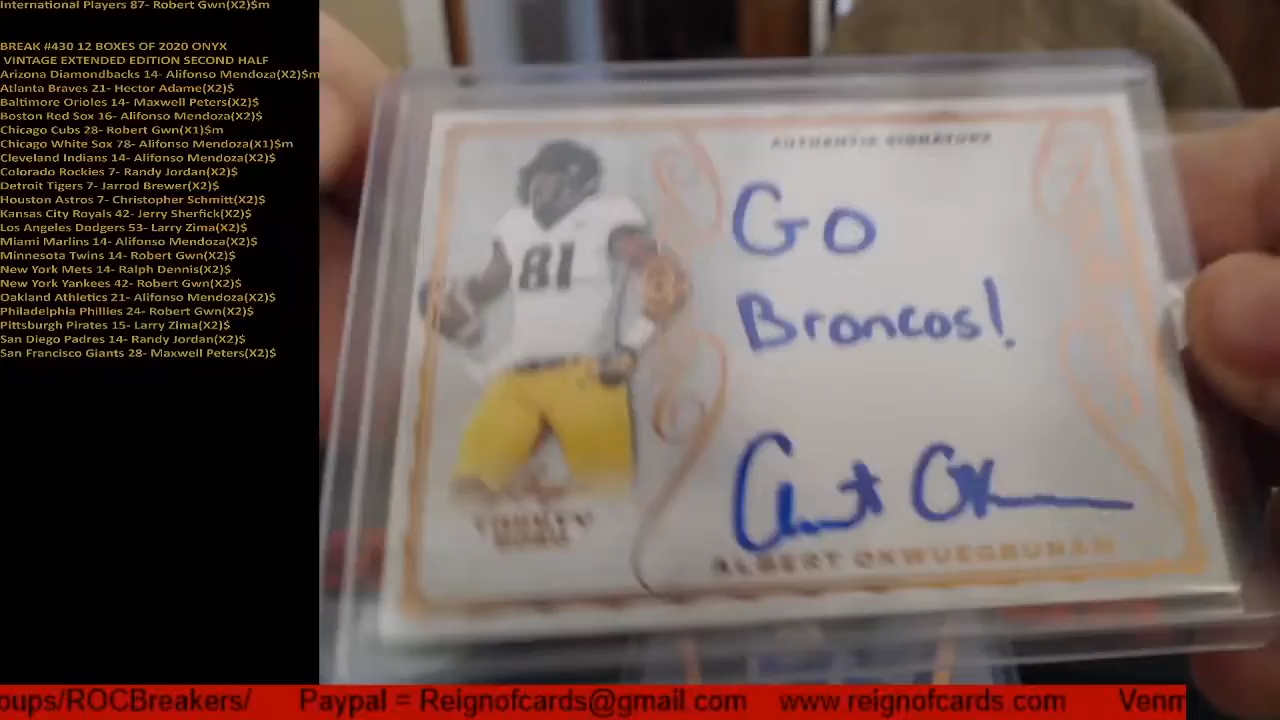 International Players 87- Robert Gwn(X2)$m
BREAK #430 12 BOXES OF 2020 ONYX
VINTAGE EXTENDED EDITION SECOND HALF
Arizona Diamondbacks 14- Alifonso Mendoza(X2)$m
Atlanta Braves 21- Hector Adame(X2)$
Baltimore Orioles 14- Maxwell Peters(X2)$
Boston Red Sox 16- Alifonso Mendoza(X2)$
Chicago Cubs 28- Robert Gwn(X1)$m
Chicago White Sox 78- Alifonso Mendoza(X1)$m
Cleveland Indians 14- Alifonso Mendoza(X2)$
Colorado Rockies 7- Randy Jordan(X2)$
Detroit Tigers 7- Jarrod Brewer(X2)$
Houston Astros 7- Christopher Schmitt(X2)$
Kansas City Royals 42- Jerry Sherfick(X2)$
Los Angeles Dodgers 53- Larry Zima(X2)$
Miami Marlins 14- Alifonso Mendoza(X2)$
Minnesota Twins 14- Robert Gwn(X2)$
New York Mets 14- Ralph Dennis(X2)$
New York Yankees 42- Robert Gwn(X2)$
Oakland Athletics 21- Alifonso Mendoza(X2)$
Philadelphia Phillies 24- Robert Gwn(X2)$
Pittsburgh Pirates 15- Larry Zima(X2)$
San Diego Padres 14- Randy Jordan(X2)$
San Francisco Giants 28- Maxwell Peters(X2)$
AUTHENTIC SIGNATURE
81
Go
Broncos!
ALBERT OKWUEGBUNAM
oups/ROCBreakers/ Paypal = Reignofcards@gmail.com www.reignofcards.com Venm